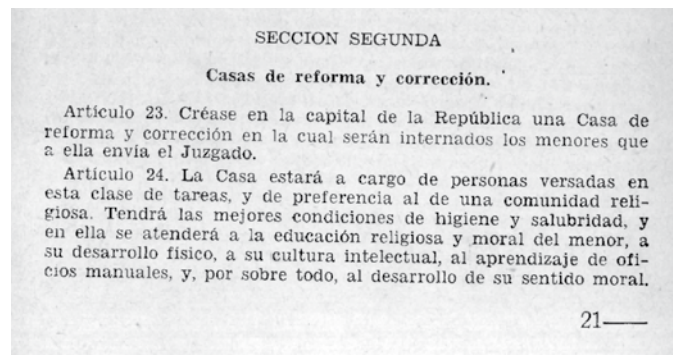 SECCION SEGUNDA
Casas de reforma y corrección.
Artículo 23. Créase en la capital de la República una Casa de
reforma y corrección en la cual serán internados los menores que
a ella envía el Juzgado.
Artículo 24. La Casa estará a cargo de personas versadas en
esta clase de tareas, y de preferencia al de una comunidad reli-
giosa. Tendrá las mejores condiciones de higiene y salubridad, y
en ella se atenderá a la educación religiosa y moral del menor, a
su desarrollo físico, a su cultura intelectual, al aprendizaje de ofi-
cios manuales, y, por sobre todo, al desarrollo de su sentido moral.
21——